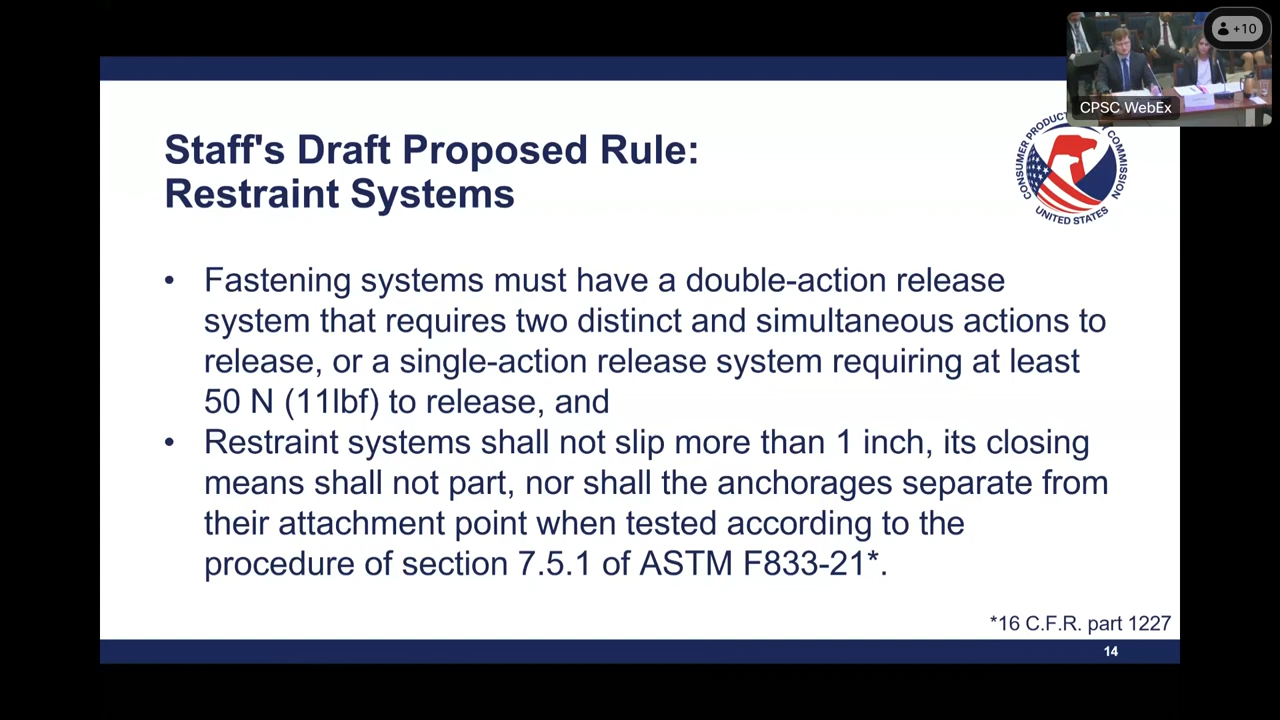 +10
CPSC WebEx
Staff's Draft Proposed Rule:
Restraint Systems
CONSUMER PRODUCT COMMISSION
UNITED STATES
• Fastening systems must have a double-action release
system that requires two distinct and simultaneous actions to
release, or a single-action release system requiring at least
50 N (11lbf) to release, and
• Restraint systems shall not slip more than 1 inch, its closing
means shall not part, nor shall the anchorages separate from
their attachment point when tested according to the
procedure of section 7.5.1 of ASTM F833-21*.
*16 C.F.R. part 1227
14